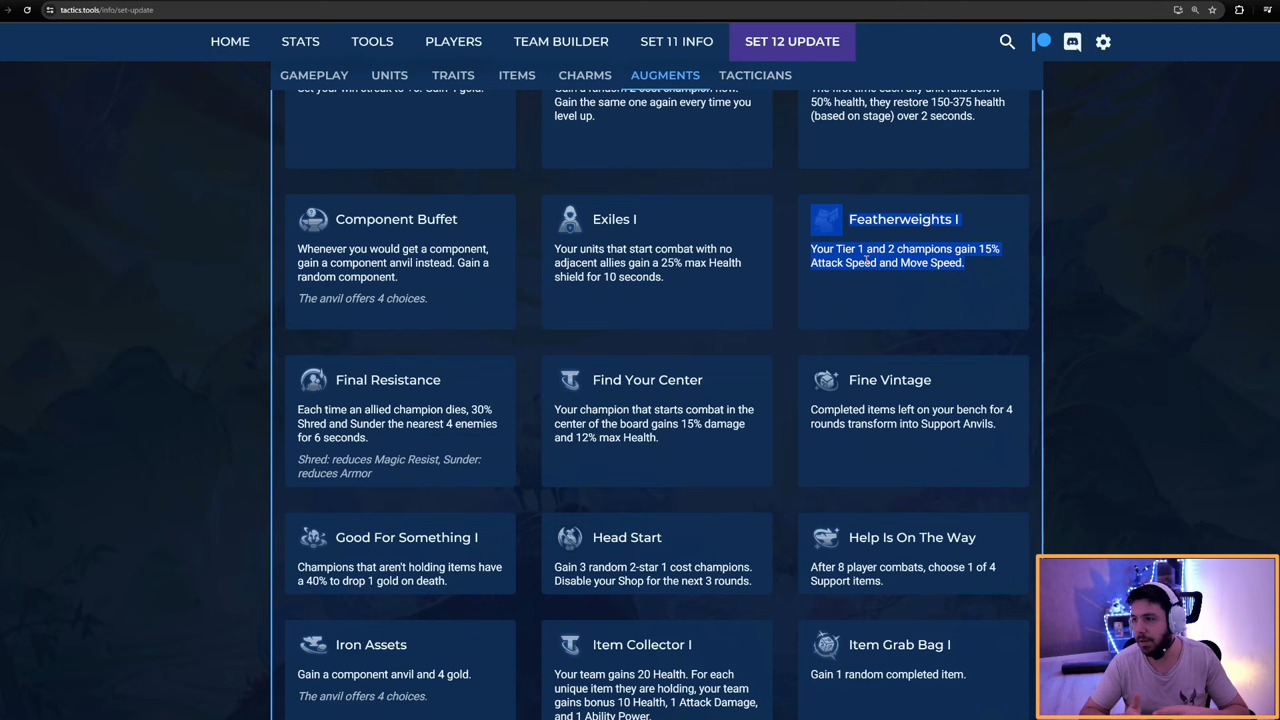 tactics.tools/info/set-update
HOME STATS TOOLS PLAYERS TEAM BUILDER SET 11 INFO SET 12 UPDATE
GAMEPLAY UNITS TRAITS ITEMS CHARMS AUGMENTS TACTICIANS
Gain the same one again every time you
level up.
50% health, they restore 150-375 health
(based on stage) over 2 seconds.
Component Buffet
Whenever you would get a component,
gain a component anvil instead. Gain a
random component.
The anvil offers 4 choices.
Exiles I
Your units that start combat with no
adjacent allies gain a 25% max Health
shield for 10 seconds.
Featherweights I
Your Tier 1 and 2 champions gain 15%
Attack Speed and Move Speed.
Final Resistance
Each time an allied champion dies, 30%
Shred and Sunder the nearest 4 enemies
for 6 seconds.
Shred: reduces Magic Resist, Sunder:
reduces Armor
Find Your Center
Your champion that starts combat in the
center of the board gains 15% damage
and 12% max Health.
Fine Vintage
Completed items left on your bench for 4
rounds transform into Support Anvils.
Good For Something I
Champions that aren't holding items have
a 40% to drop 1 gold on death.
Head Start
Gain 3 random 2-star 1 cost champions.
Disable your Shop for the next 3 rounds.
Help Is On The Way
After 8 player combats, choose 1 of 4
Support items.
Iron Assets
Gain a component anvil and 4 gold.
The anvil offers 4 choices.
Item Collector I
Your team gains 20 Health. For each
unique item they are holding, your team
gains bonus 10 Health, 1 Attack Damage,
and 1 Ability Power.
Item Grab Bag I
Gain 1 random completed item.